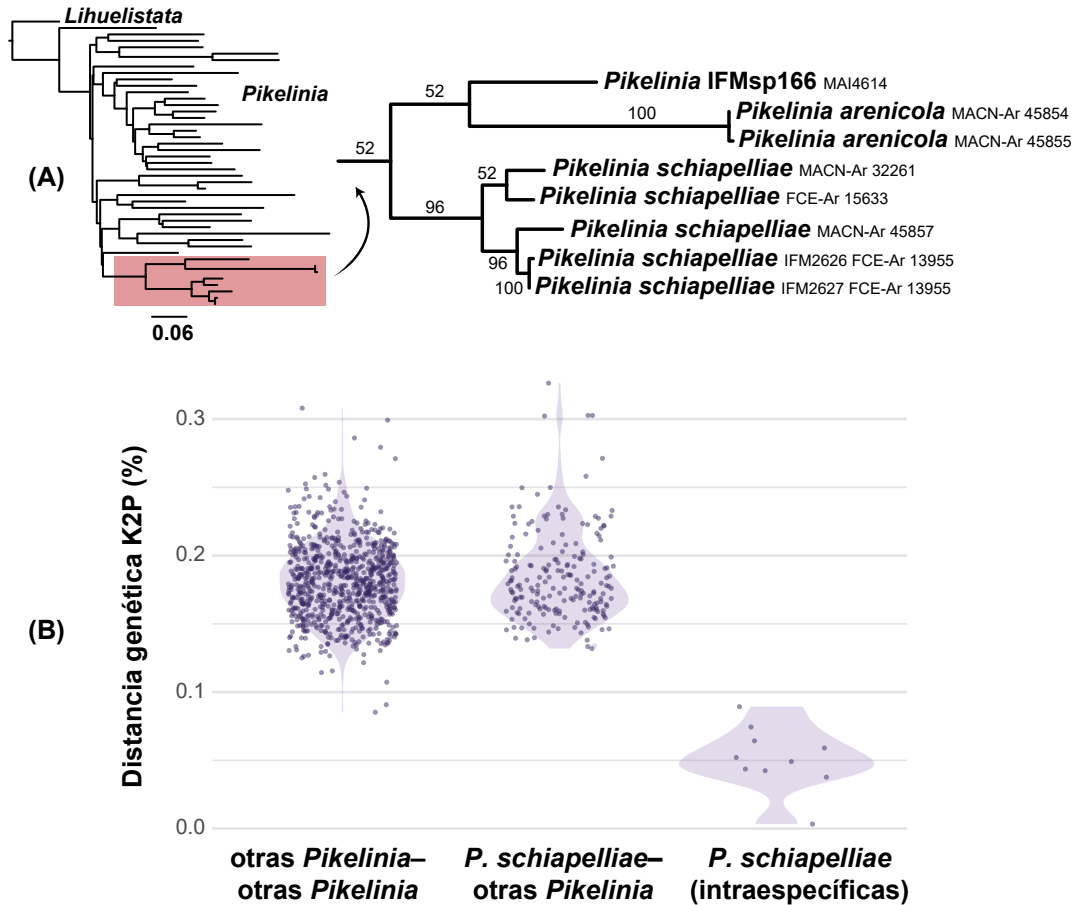 Lihuelistata
Pikelinia
(A)
0.06
52
52
100
96
52
96
100
Pikelinia IFMsp166 MAI4614
Pikelinia arenicola MACN-Ar 45854
Pikelinia arenicola MACN-Ar 45855
Pikelinia schiapelliae MACN-Ar 32261
Pikelinia schiapelliae FCE-Ar 15633
Pikelinia schiapelliae MACN-Ar 45857
Pikelinia schiapelliae IFM2626 FCE-Ar 13955
Pikelinia schiapelliae IFM2627 FCE-Ar 13955
(B)
Distancia genética K2P (%)
0.3
0.2
0.1
0.0
otras Pikelinia–
otras Pikelinia
P. schiapelliae–
otras Pikelinia
P. schiapelliae
(intraespecíficas)